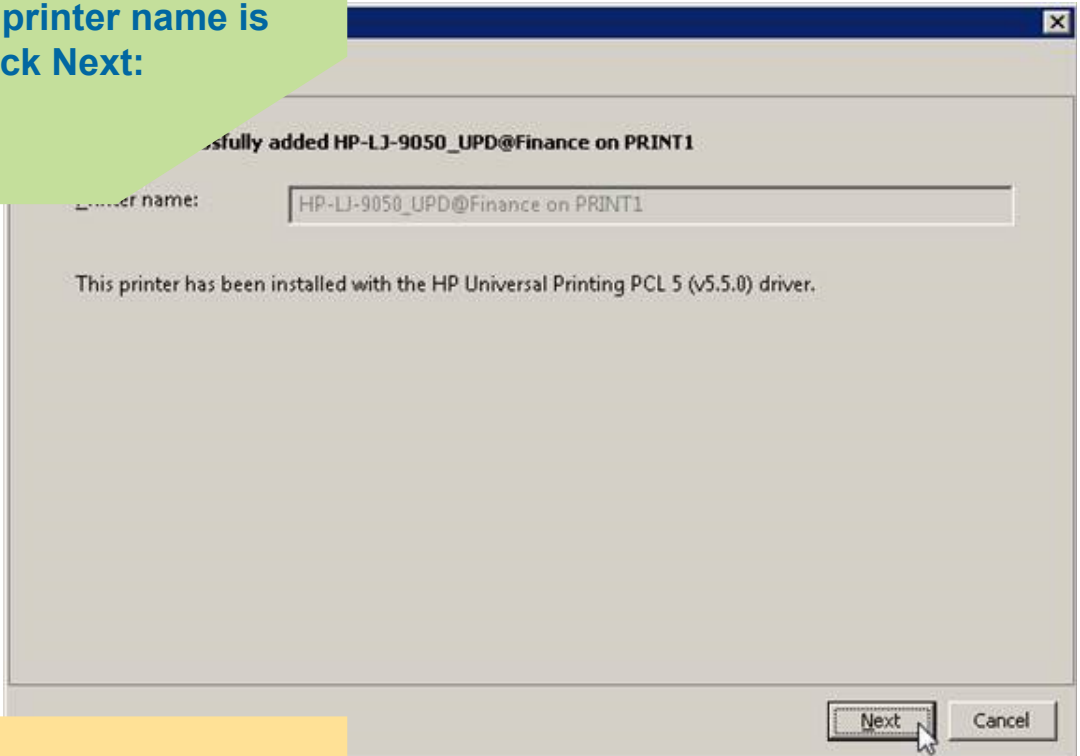 printer name is
ck Next:
sfully added HP-LJ-9050_UPD@Finance on PRINT1
name:
HP-LJ-9050_UPD@Finance on PRINT1
This printer has been installed with the HP Universal Printing PCL 5 (v5.5.0) driver.
Next
Cancel